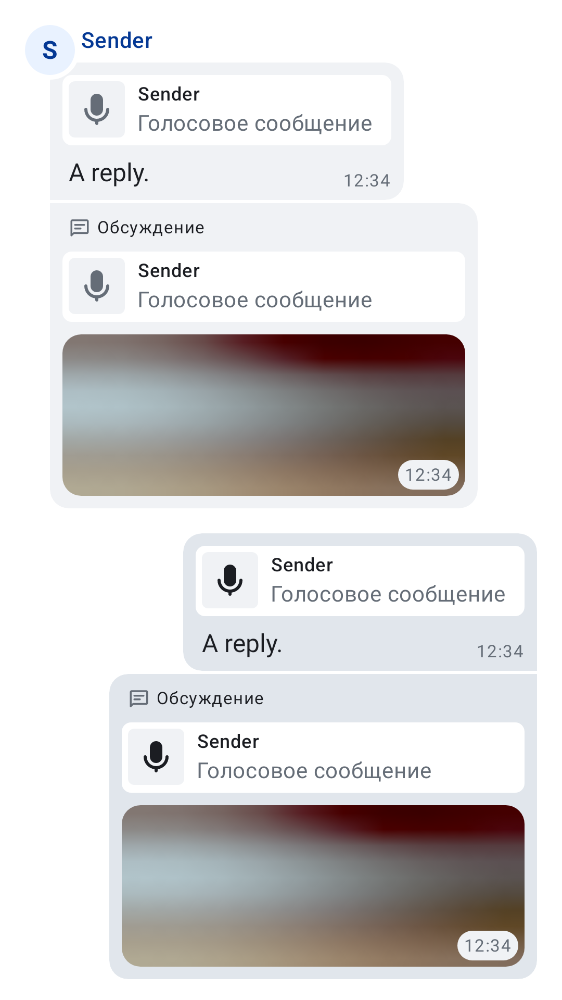 S
Sender
Sender
Голосовое сообщение
A reply.
12:34
Обсуждение
Sender
Голосовое сообщение
12:34
Sender
Голосовое сообщение
A reply.
12:34
Обсуждение
Sender
Голосовое сообщение
12:34